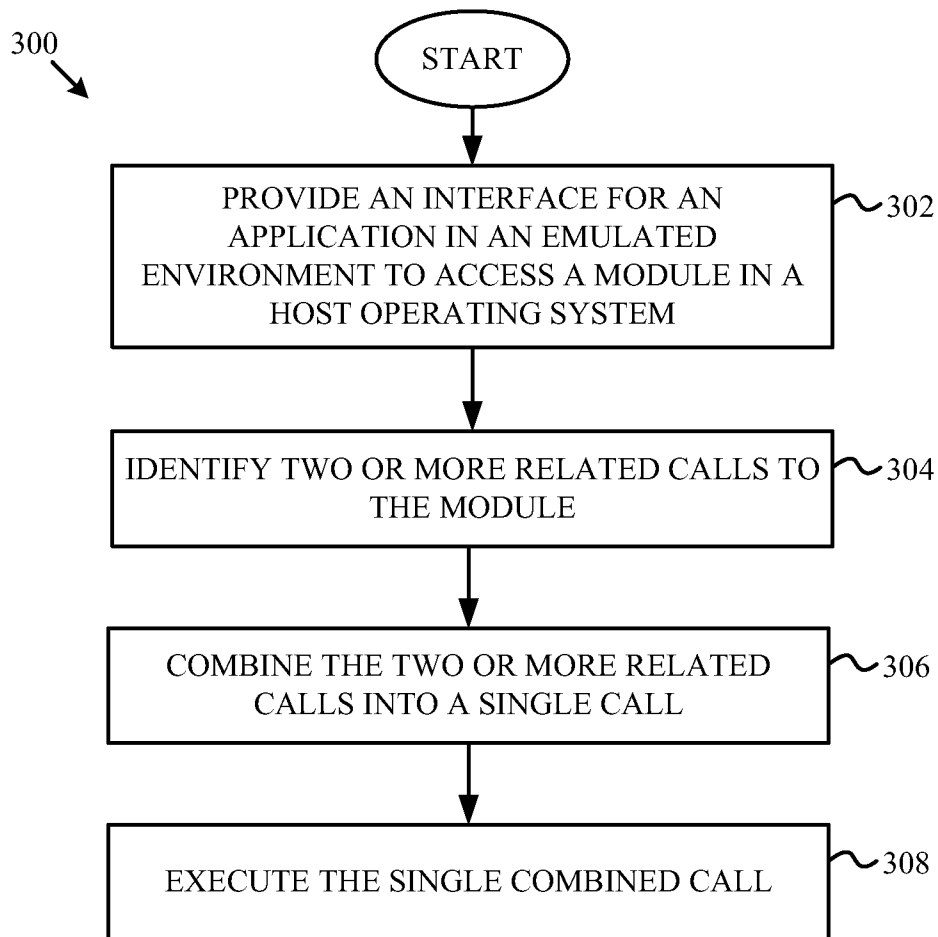 300
START
PROVIDE AN INTERFACE FOR AN
APPLICATION IN AN EMULATED
ENVIRONMENT TO ACCESS A MODULE IN A
HOST OPERATING SYSTEM
302
IDENTIFY TWO OR MORE RELATED CALLS TO
THE MODULE
304
COMBINE THE TWO OR MORE RELATED
CALLS INTO A SINGLE CALL
306
EXECUTE THE SINGLE COMBINED CALL
308